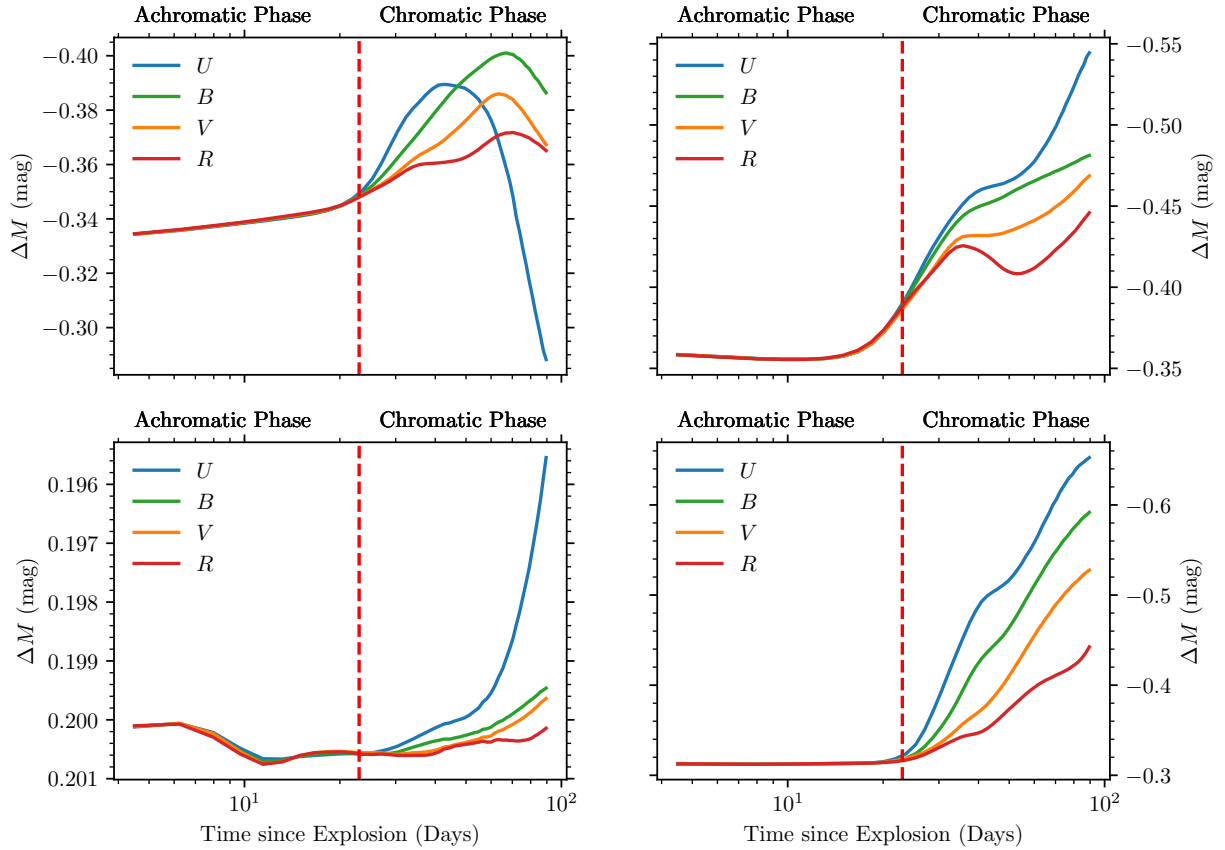 Achromatic Phase Chromatic Phase
−0.40
−0.38
−0.36
−0.34
−0.32
−0.30
ΔM (mag)
U
B
V
R
Achromatic Phase Chromatic Phase
−0.55
−0.50
−0.45
−0.40
−0.35
ΔM (mag)
U
B
V
R
Achromatic Phase Chromatic Phase
0.196
0.197
0.198
0.199
0.200
0.201
ΔM (mag)
U
B
V
R
10¹ 10²
Time since Explosion (Days)
Achromatic Phase Chromatic Phase
−0.6
−0.5
−0.4
−0.3
ΔM (mag)
U
B
V
R
10¹ 10²
Time since Explosion (Days)